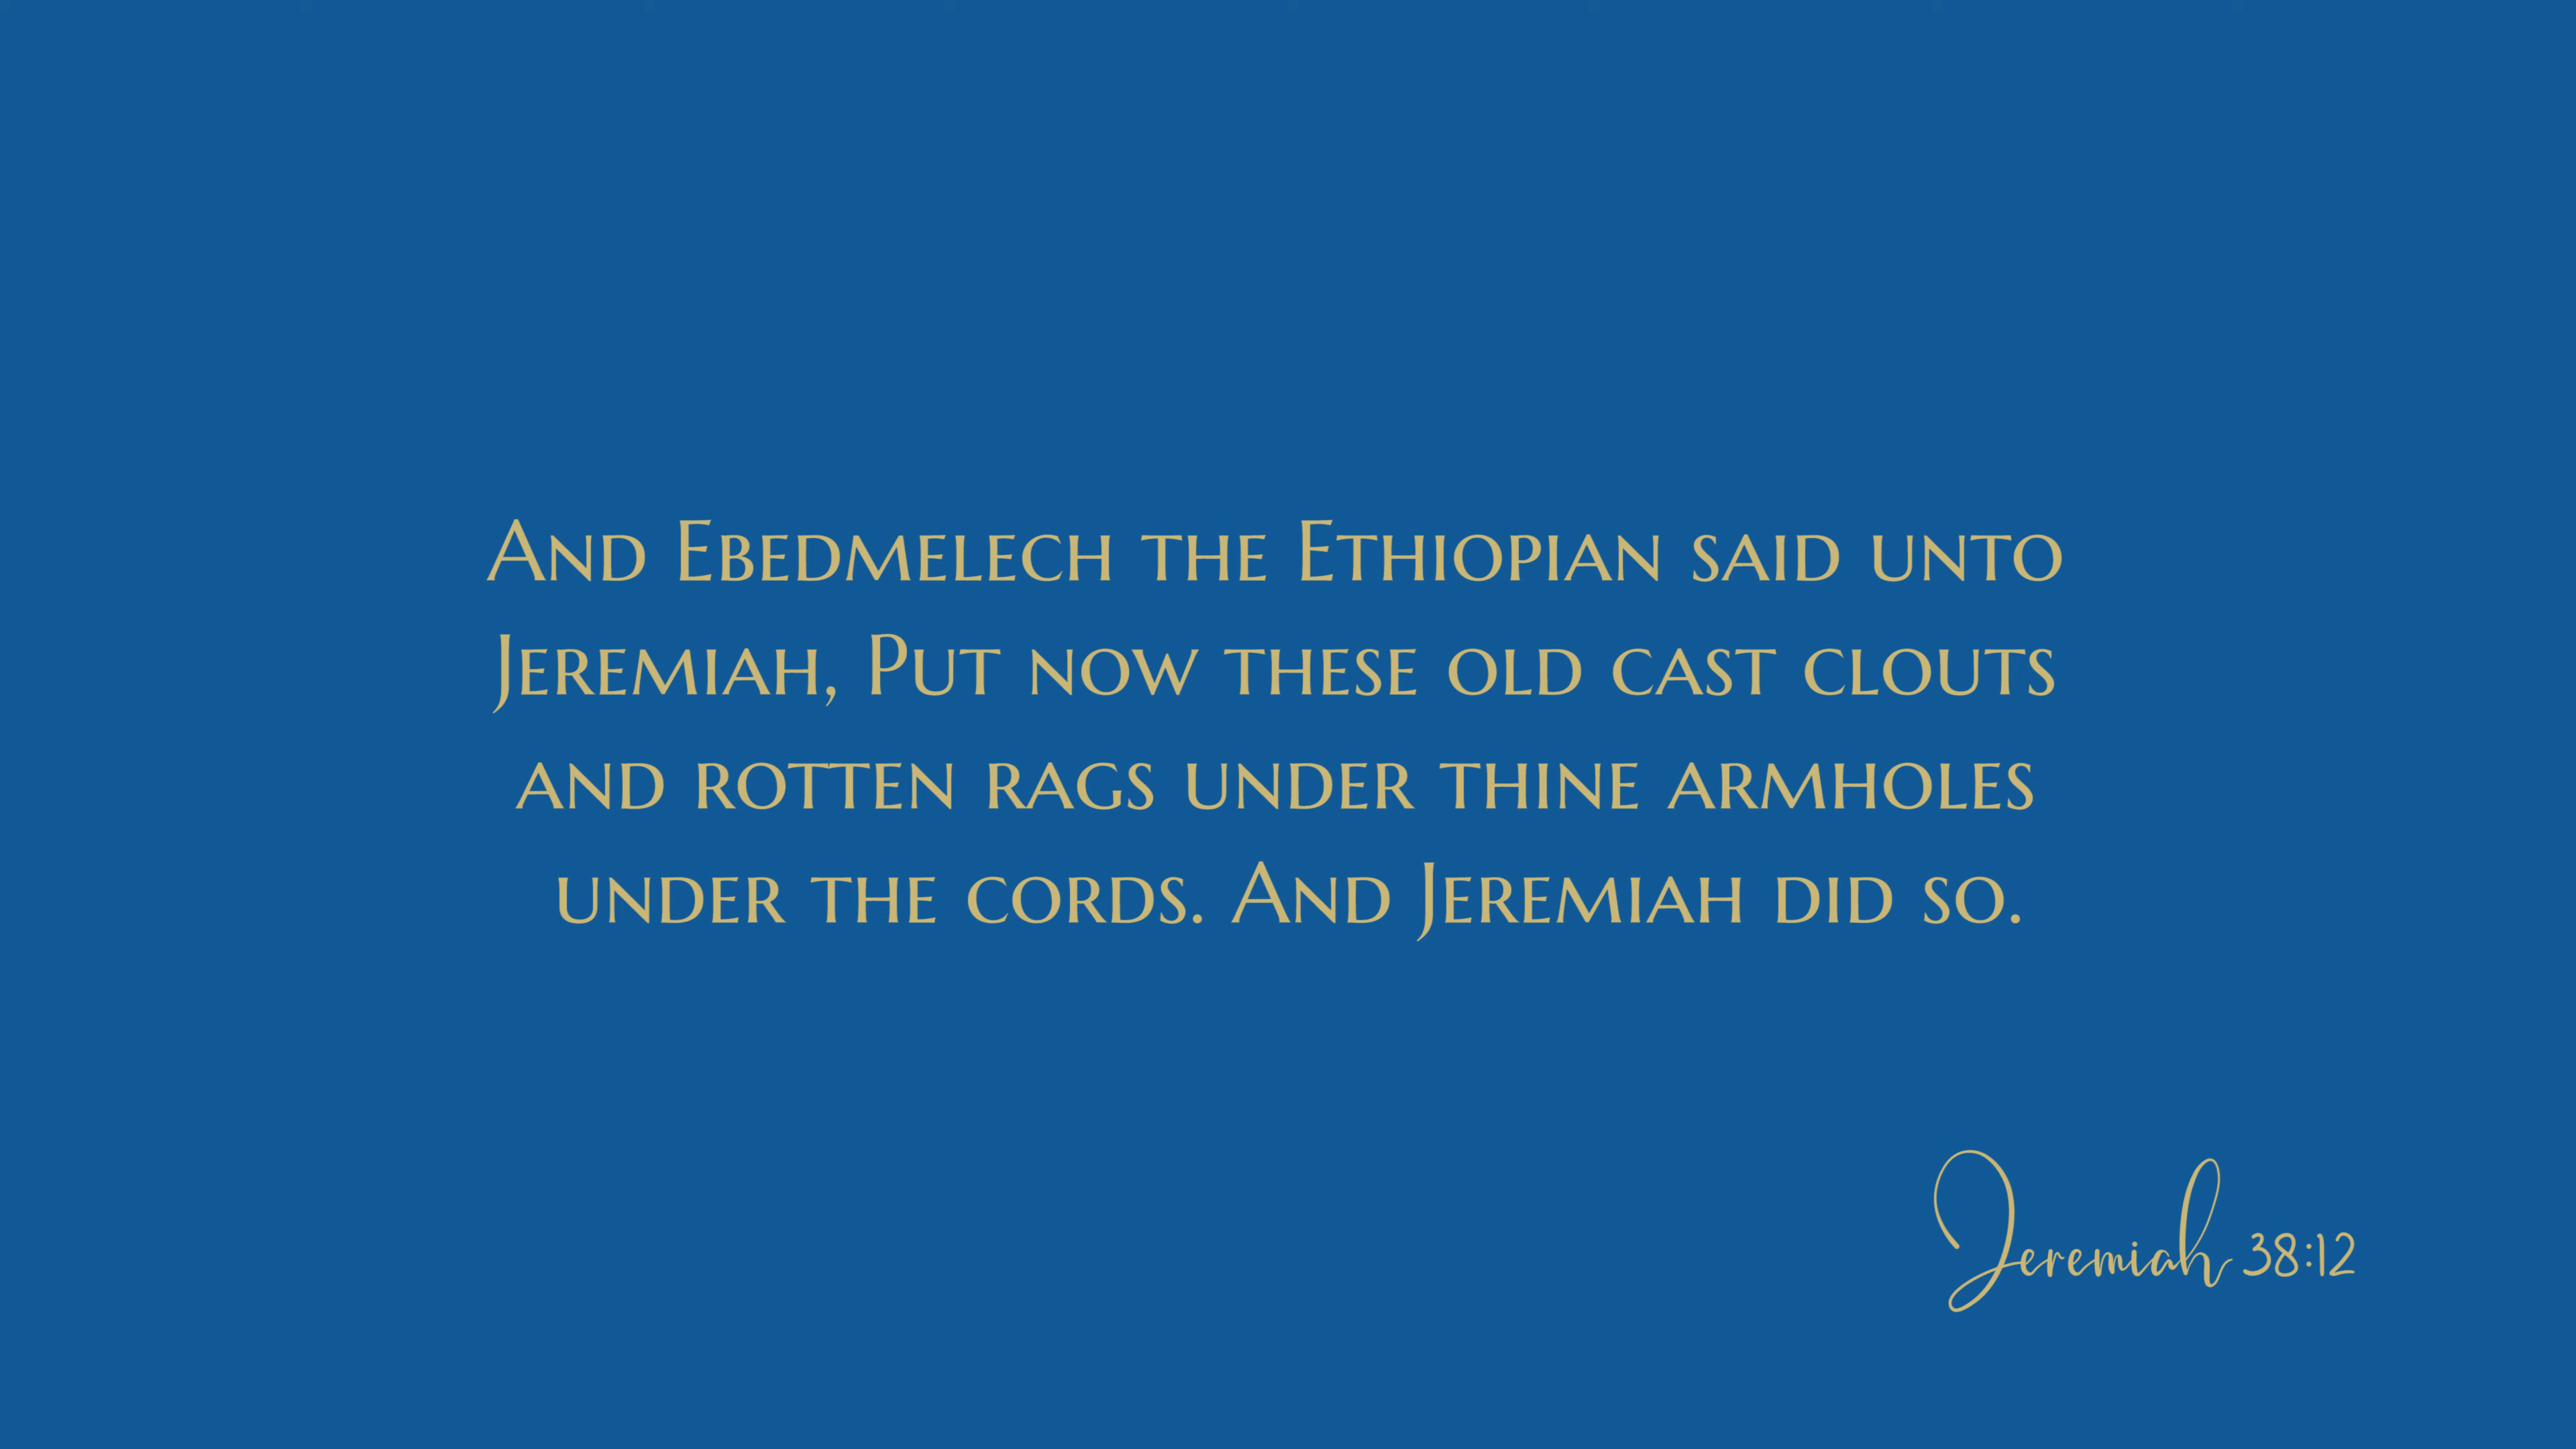 And Ebedmelech the Ethiopian said unto
Jeremiah, Put now these old cast clouts
and rotten rags under thine armholes
under the cords. And Jeremiah did so.
Jeremiah 38:12